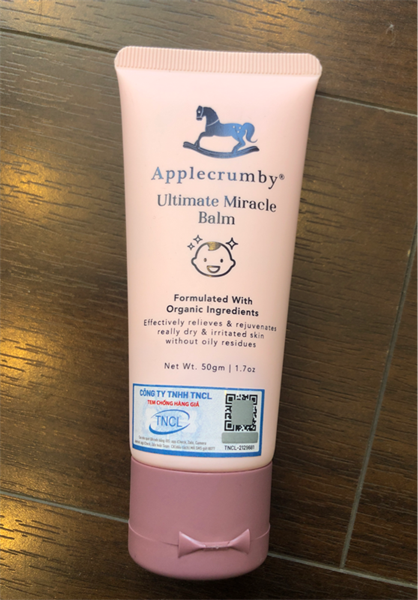 Applecrumby®
Ultimate Miracle
Balm
Formulated With
Organic Ingredients
Effectively relieves & rejuvenates
really dry & irritated skin
without oily residues
Net Wt. 50gm | 1.7oz
CÔNG TY TNHH TNCL
TEM CHỐNG HÀNG GIẢ
TNCL